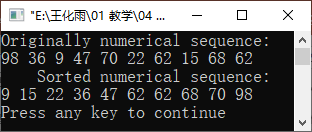 "E:\王化雨\01 教学\04 ...
Originally numerical sequence:
98 36 9 47 70 22 62 15 68 62
    Sorted numerical sequence:
9 15 22 36 47 62 62 68 70 98
Press any key to continue